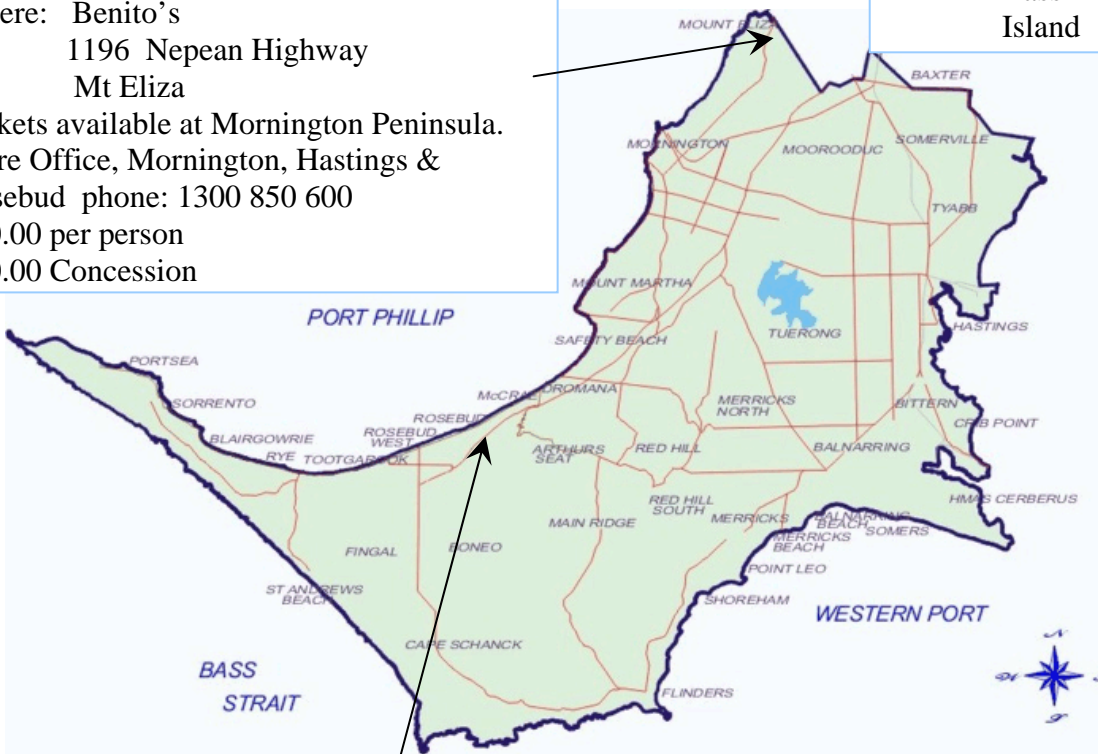 ere: Benito's
1196 Nepean Highway
Mt Eliza
kets available at Mornington Peninsula.
re Office, Mornington, Hastings &
sebud phone: 1300 850 600
0.00 per person
0.00 Concession
Island
MOUNT ELIZA
BAXTER
MORNINGTON
MOOROODUC
SOMERVILLE
TYABB
MOUNT MARTHA
PORT PHILLIP
SAFETY BEACH
TUERONG
HASTINGS
PORTSEA
SORRENTO
McCRAE
DROMANA
MERRICKS
NORTH
BITTERN
ROSEBUD
ROSEBUD
WEST
CRIB POINT
BLAIRGOWRIE
RYE
TOOTGAROOK
ARTHURS
SEAT
RED HILL
BALNARRING
RED HILL
SOUTH
HMAS CERBERUS
MAIN RIDGE
MERRICKS
BALNARRING
BEACH
SOMERS
MERRICKS
BEACH
FINGAL
BONEO
POINT LEO
ST ANDREWS
BEACH
SHOREHAM
WESTERN PORT
CAPE SCHANCK
BASS
STRAIT
FLINDERS
N
W
S